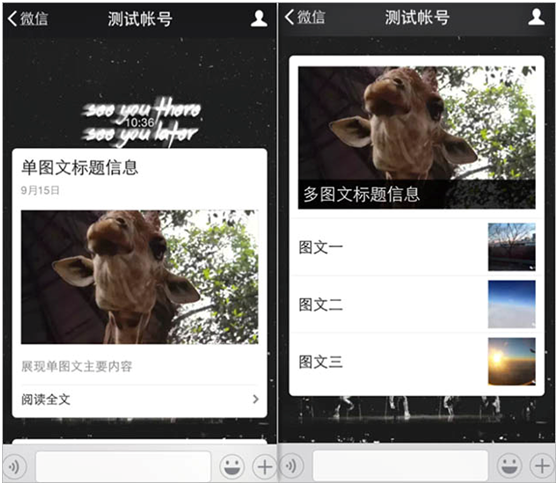 微信
测试帐号
see you there
10:36
see you later
单图文标题信息
9月15日
展现单图文主要内容
阅读全文
微信
测试帐号
多图文标题信息
图文一
图文二
图文三